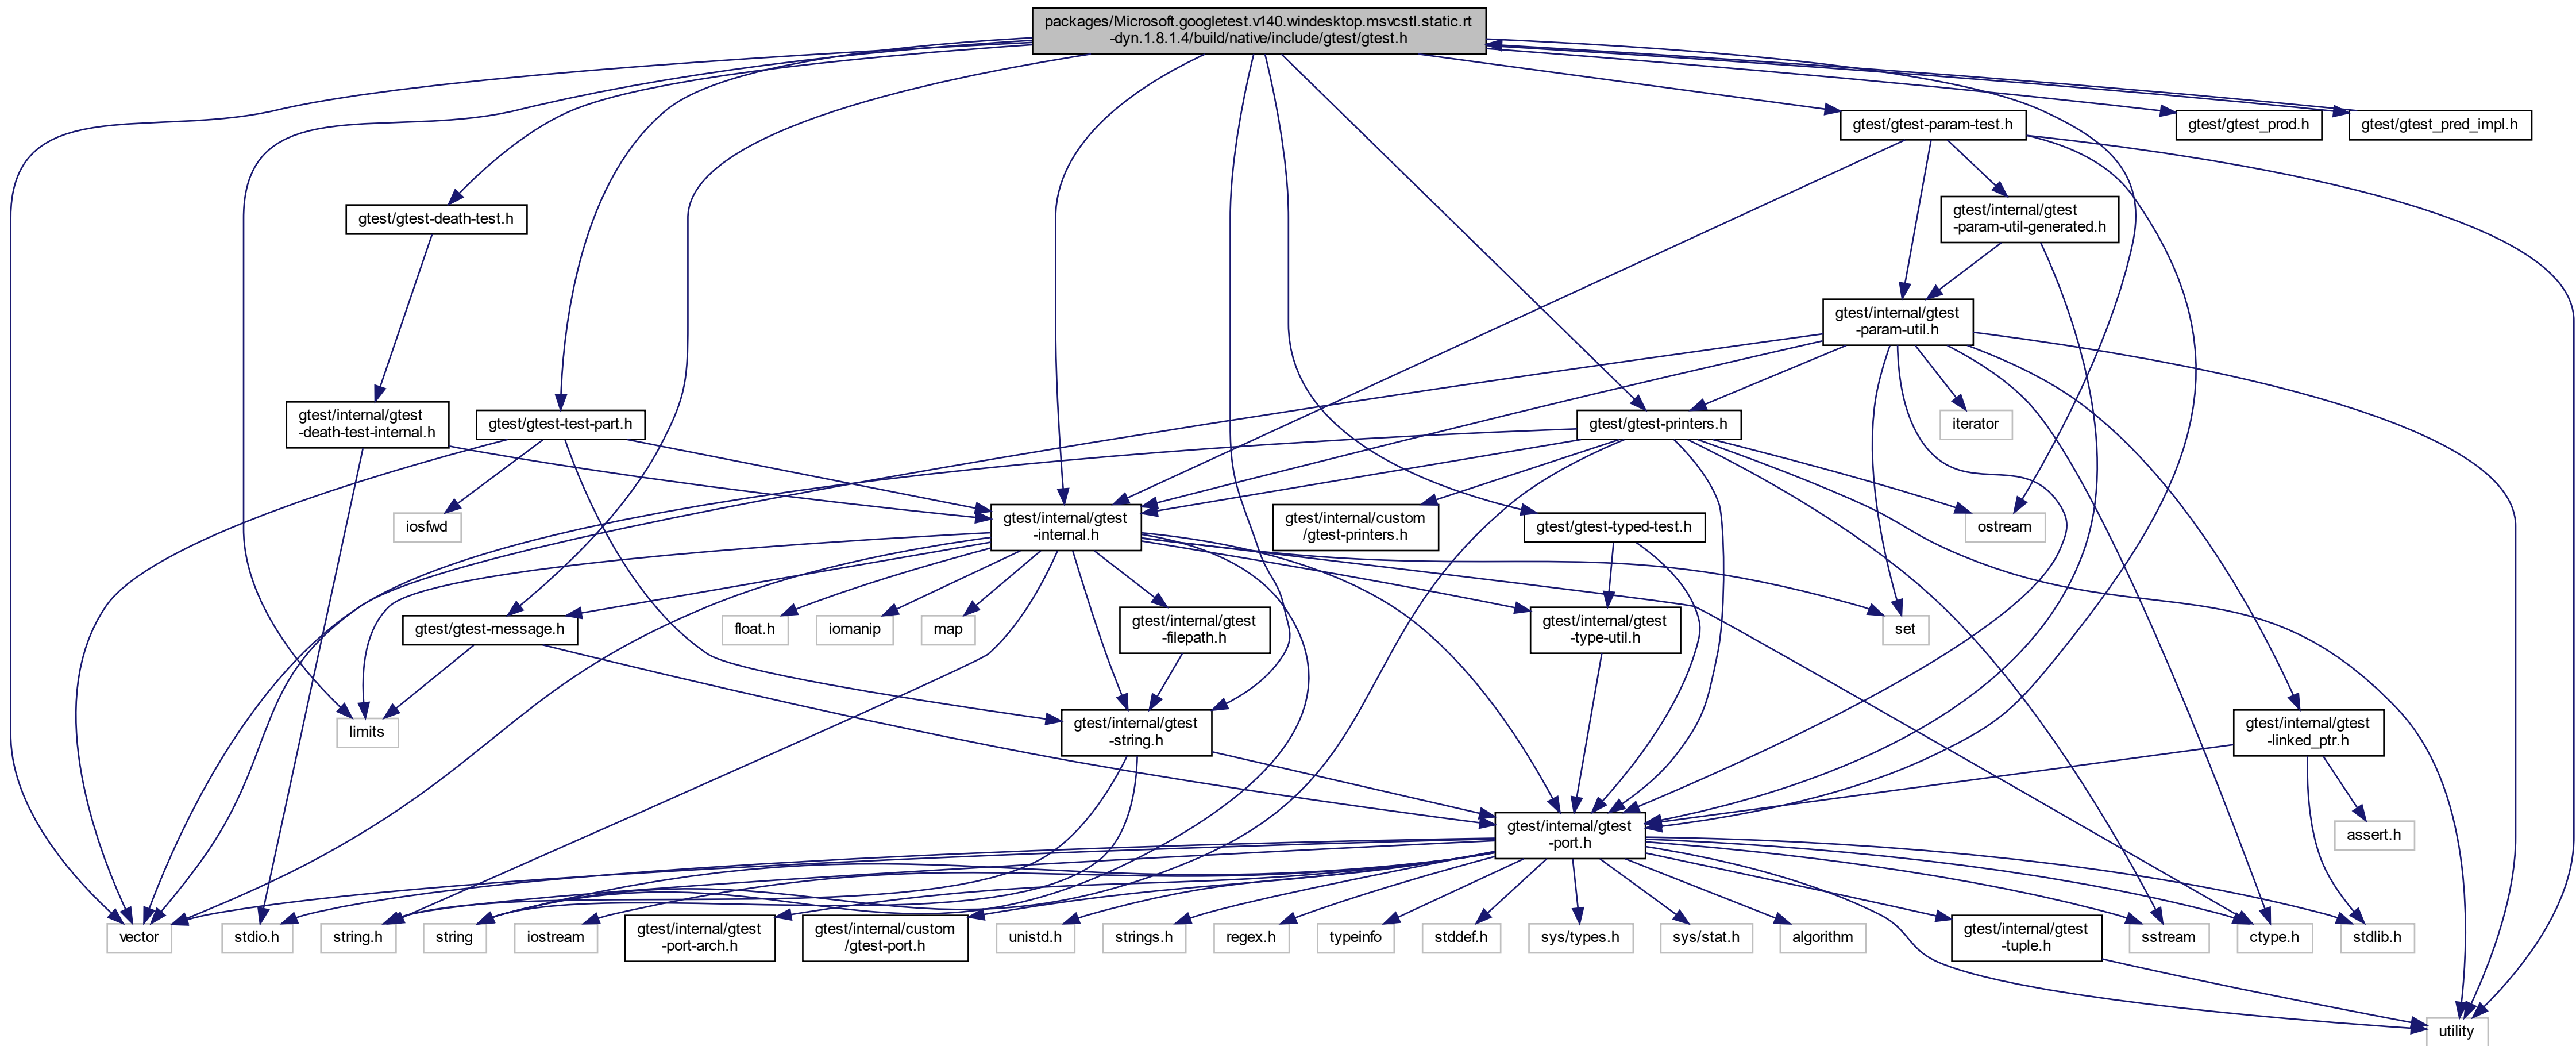 packages/Microsoft.googletest.v140.windesktop.msvcstl.static.rt
-dyn.1.8.1.4/build/native/include/gtest/gtest.h
gtest/gtest-param-test.h
gtest/gtest_prod.h
gtest/gtest_pred_impl.h
gtest/gtest-death-test.h
gtest/internal/gtest
-param-util-generated.h
gtest/internal/gtest
-param-util.h
gtest/internal/gtest
-death-test-internal.h
gtest/gtest-test-part.h
gtest/gtest-printers.h
iterator
iosfwd
gtest/internal/gtest
-internal.h
gtest/internal/custom
/gtest-printers.h
gtest/gtest-typed-test.h
ostream
gtest/gtest-message.h
float.h
iomanip
map
gtest/internal/gtest
-filepath.h
gtest/internal/gtest
-type-util.h
set
limits
gtest/internal/gtest
-string.h
gtest/internal/gtest
-linked_ptr.h
gtest/internal/gtest
-port.h
assert.h
vector
stdio.h
string.h
string
iostream
gtest/internal/gtest
-port-arch.h
gtest/internal/custom
/gtest-port.h
unistd.h
strings.h
regex.h
typeinfo
stddef.h
sys/types.h
sys/stat.h
algorithm
gtest/internal/gtest
-tuple.h
sstream
ctype.h
stdlib.h
utility